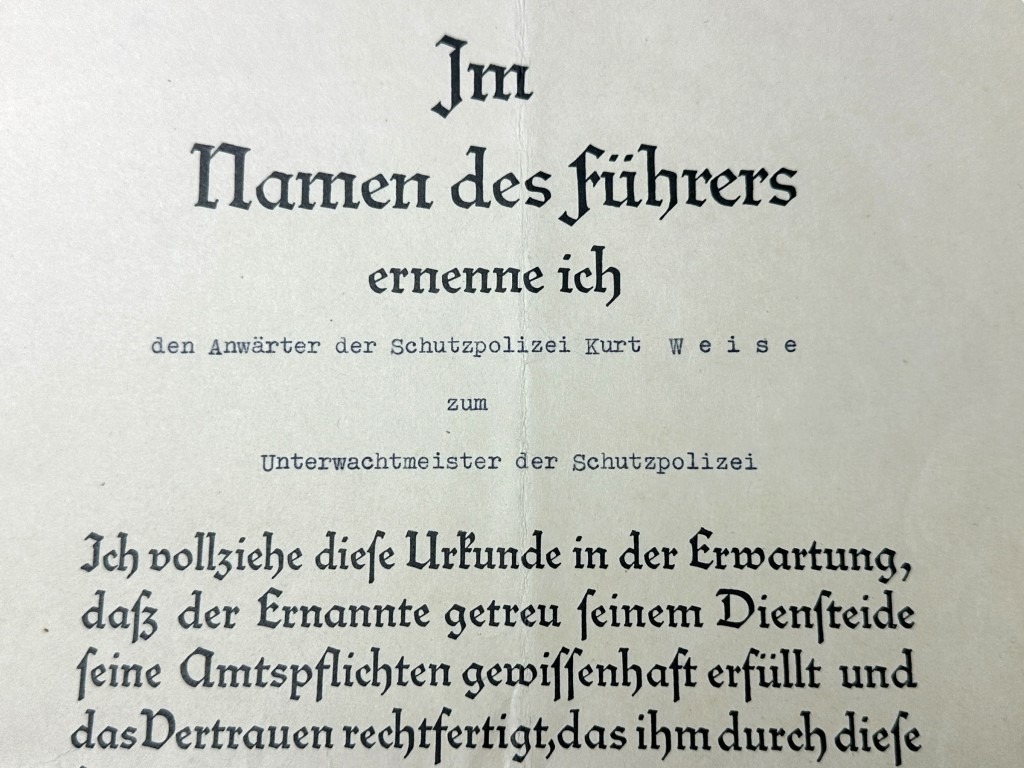 Im
Namen des Führers
ernenne ich
den Anwärter der Schutzpolizei Kurt W e i s e
zum
Unterwachtmeister der Schutzpolizei
Ich vollziehe dieſe Urkunde in der Erwartung,
daß der Ernannte getreu ſeinem Dienſteide
ſeine Amtspflichten gewiſſenhaft erfüllt und
das Vertrauen rechtfertigt, das ihm durch dieſe